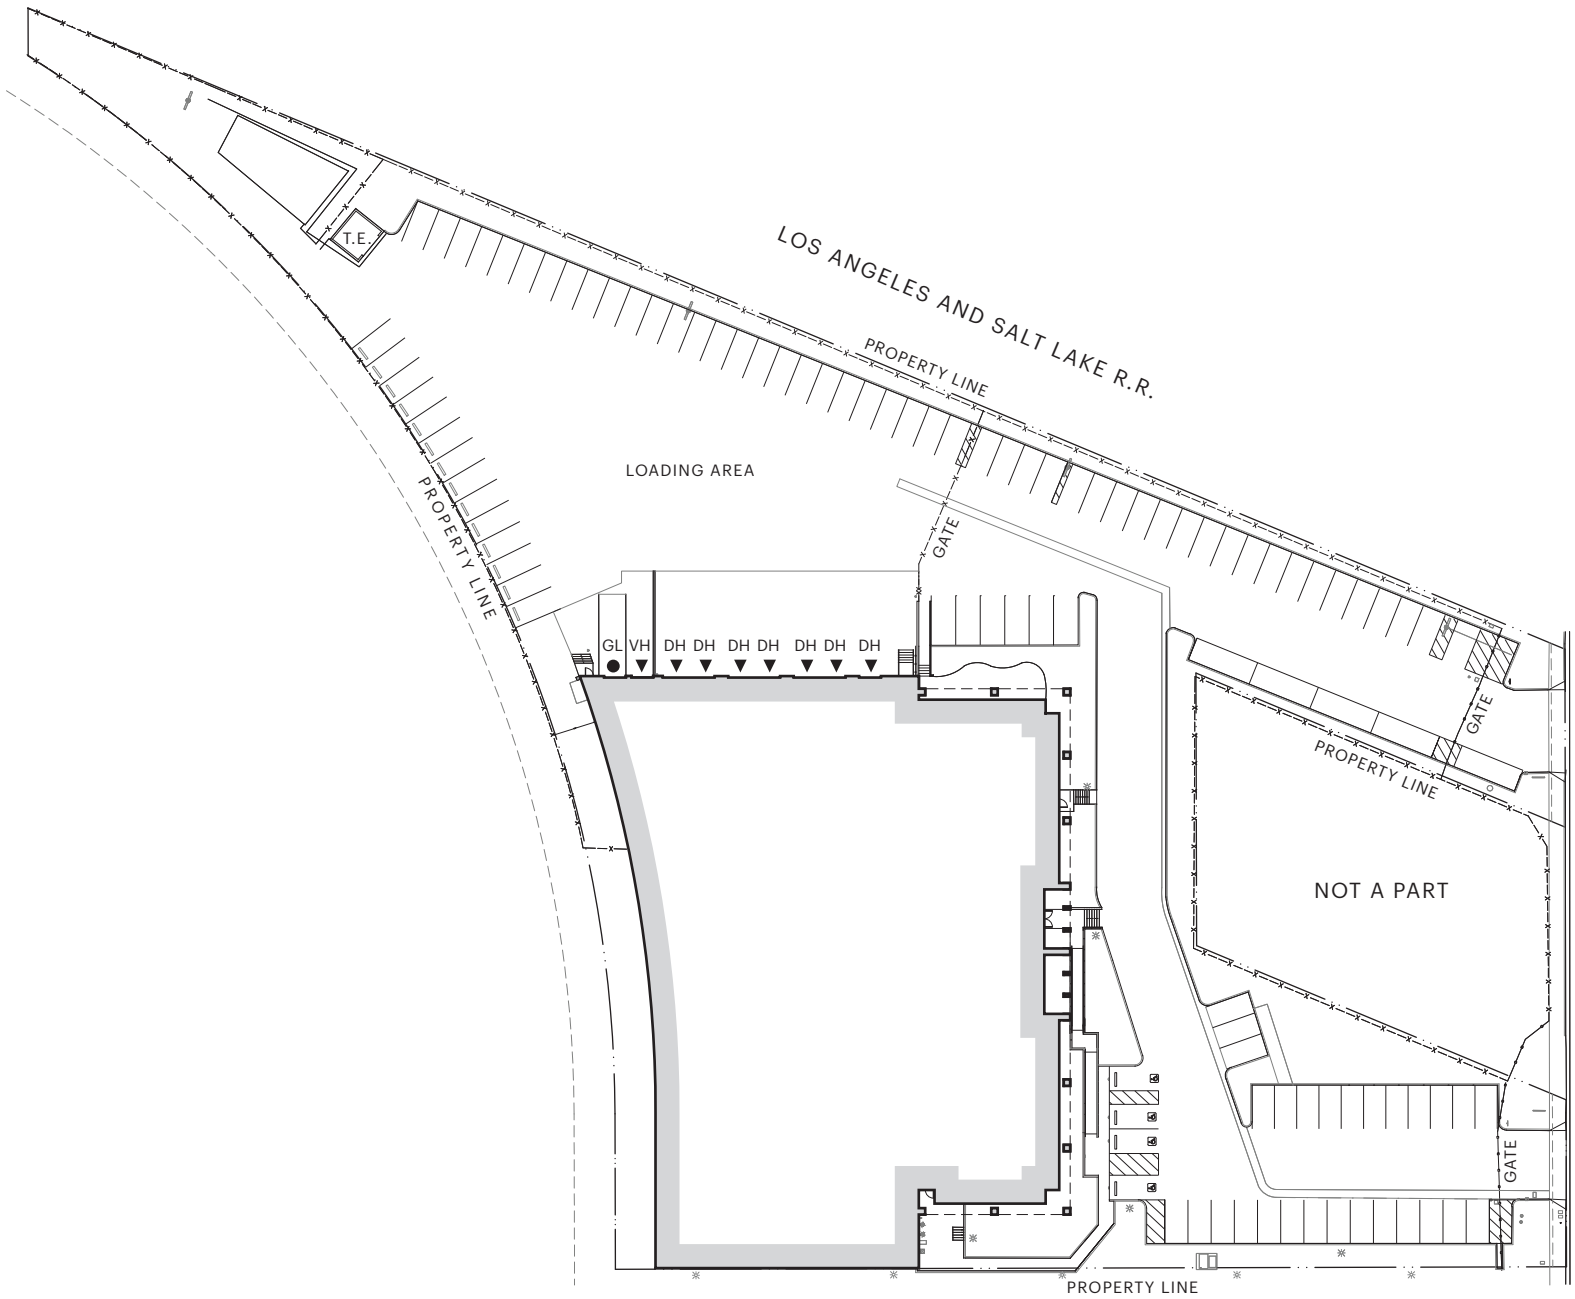 T.E.
LOS ANGELES AND SALT LAKE R.R.
PROPERTY LINE
LOADING AREA
PROPERTY LINE
GATE
GL VH DH DH DH DH DH DH DH
GATE
PROPERTY LINE
NOT A PART
GATE
PROPERTY LINE